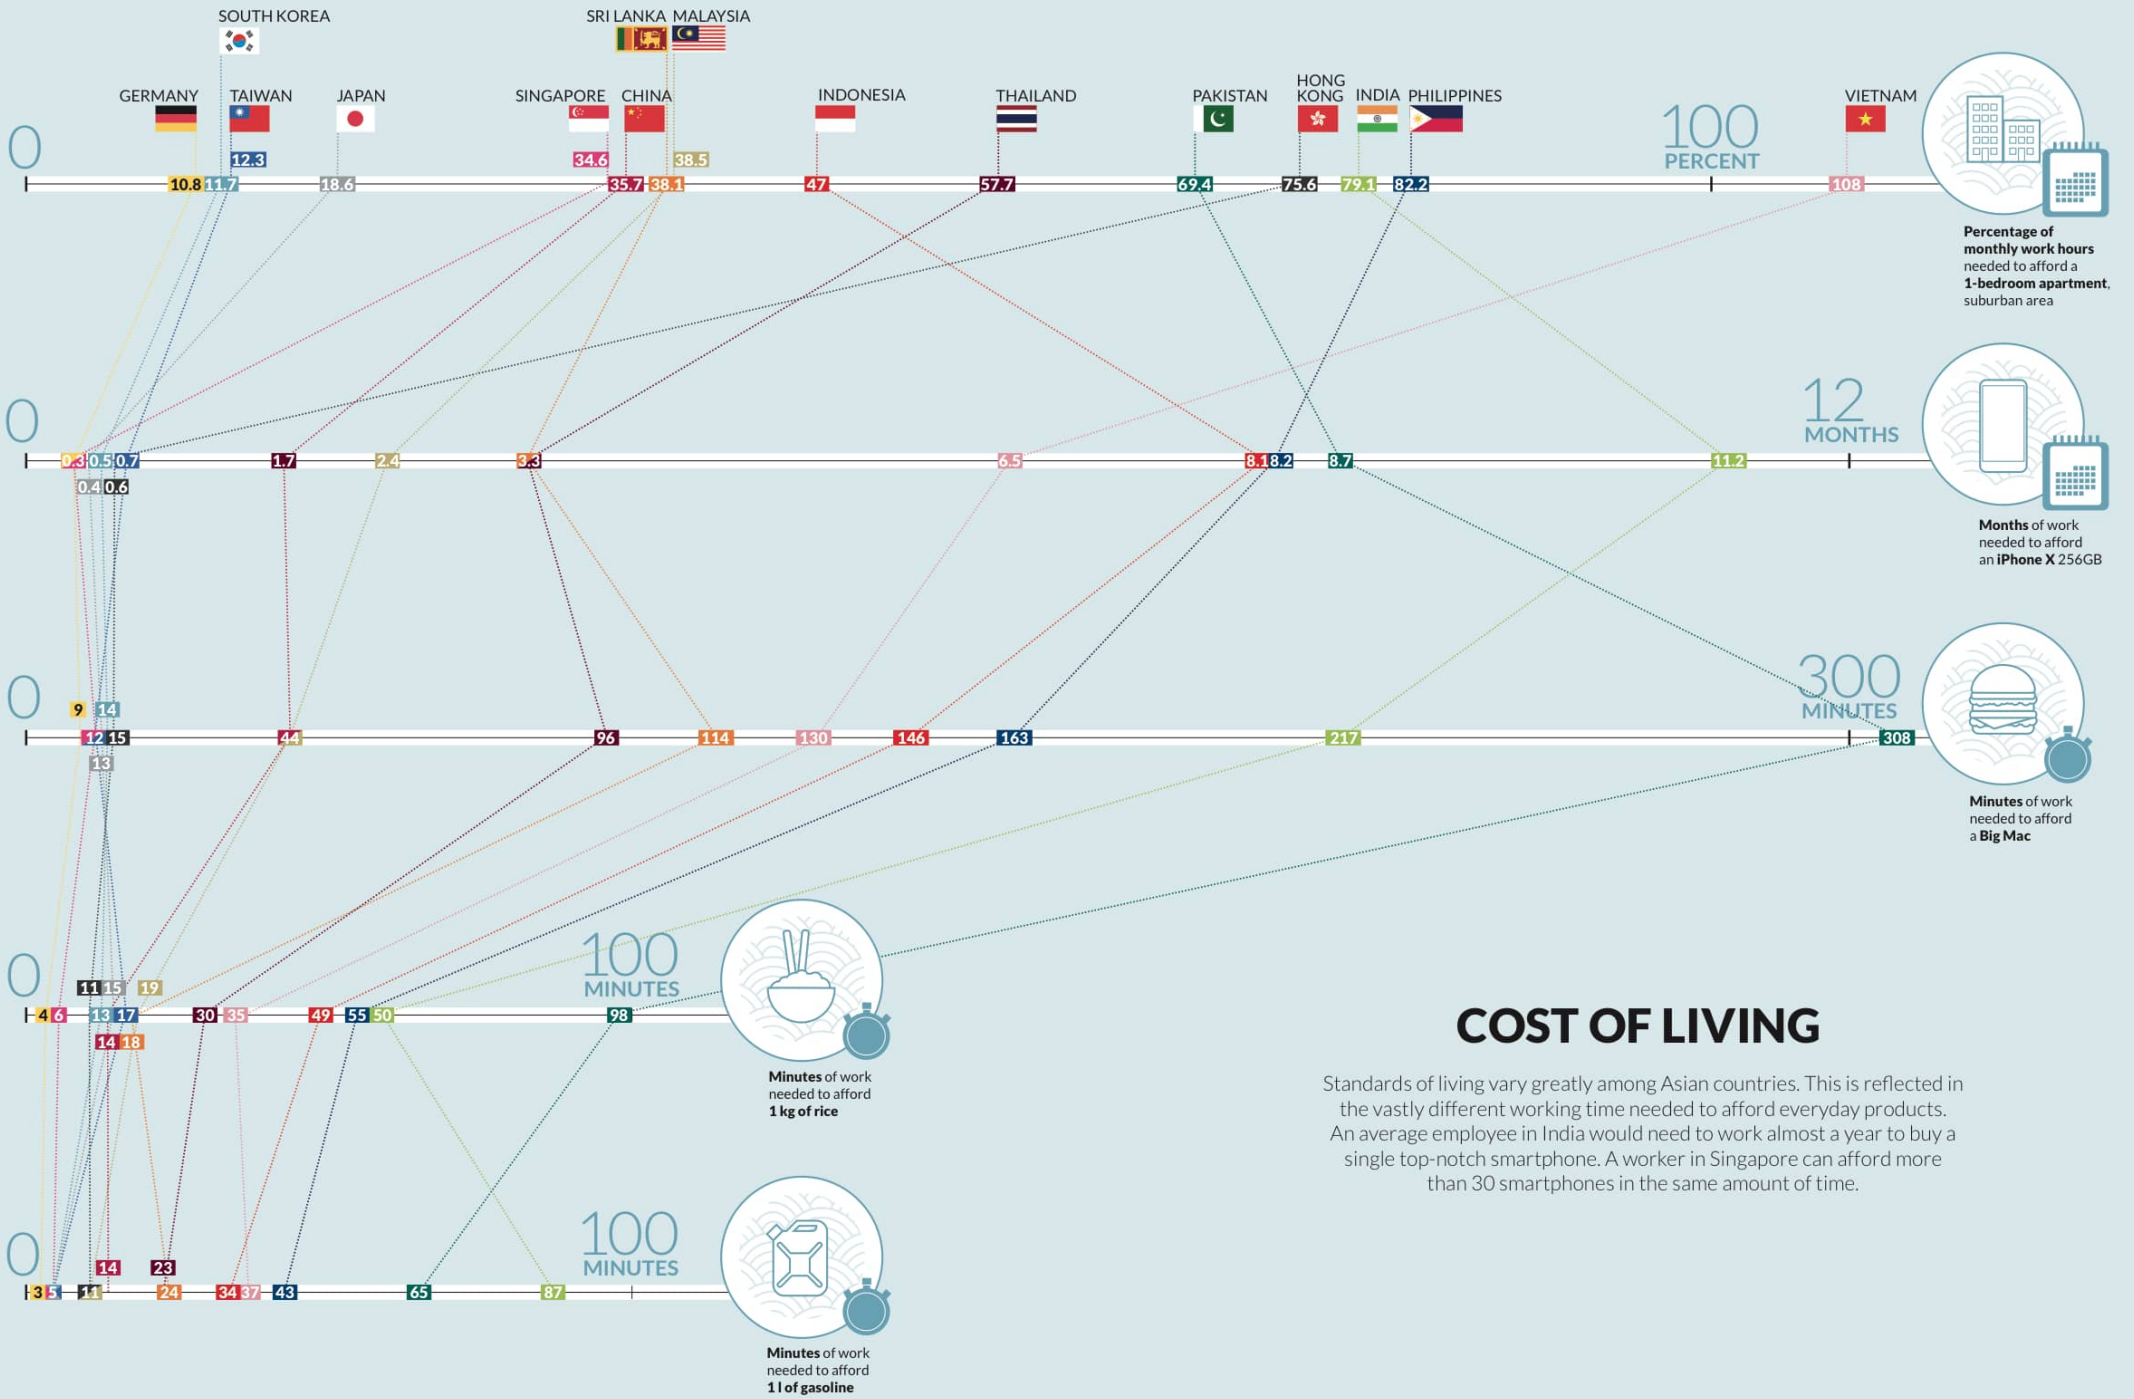 SOUTH KOREA
SRI LANKA MALAYSIA
GERMANY TAIWAN JAPAN SINGAPORE CHINA INDONESIA THAILAND PAKISTAN HONG KONG INDIA PHILIPPINES VIETNAM
0
12.3 34.6 38.5
100
PERCENT
10.8 11.7 18.6 35.7 38.1 47 57.7 69.4 75.6 79.1 82.2 108
Percentage of
monthly work hours
needed to afford a
1-bedroom apartment,
suburban area
0
12
MONTHS
0.3 0.5 0.7 1.7 2.4 3.3 6.5 8.1 8.2 8.7 11.2
0.4 0.6
Months of work
needed to afford
an iPhone X 256GB
0
300
MINUTES
9 14
12 15 44 96 114 130 146 163 217 308
13
Minutes of work
needed to afford
a Big Mac
0
100
MINUTES
11 15 19
4 6 13 17 30 35 49 55 50 98
14 18
Minutes of work
needed to afford
1 kg of rice
COST OF LIVING
Standards of living vary greatly among Asian countries. This is reflected in
the vastly different working time needed to afford everyday products.
An average employee in India would need to work almost a year to buy a
single top-notch smartphone. A worker in Singapore can afford more
than 30 smartphones in the same amount of time.
0
100
MINUTES
14 23
3 5 11 24 34 37 43 65 87
Minutes of work
needed to afford
1 l of gasoline